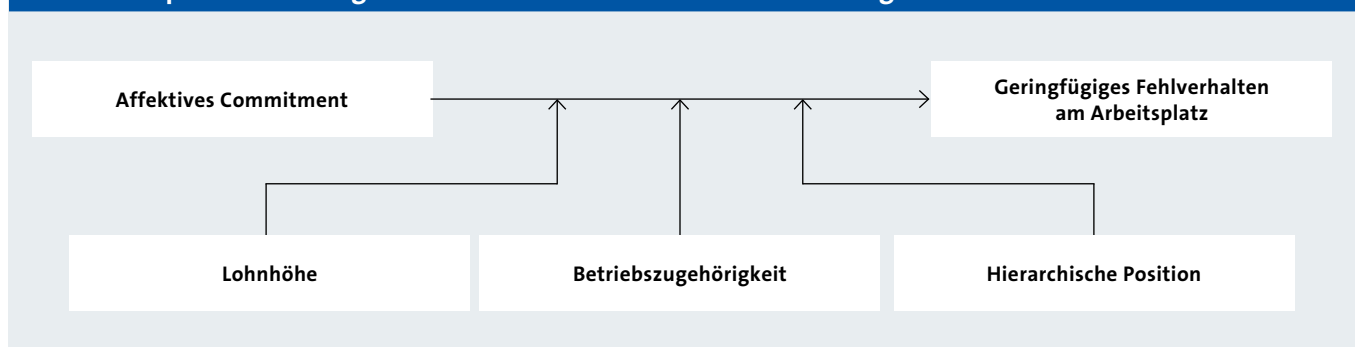 Affektives Commitment
Geringfügiges Fehlverhalten
am Arbeitsplatz
Lohnhöhe
Betriebszugehörigkeit
Hierarchische Position